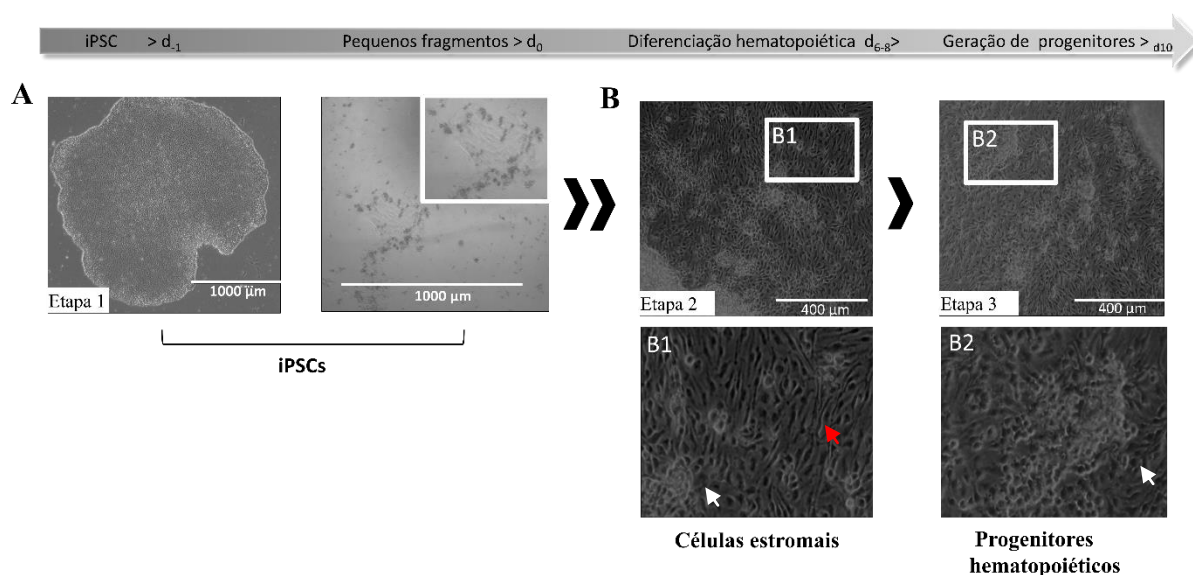 iPSC > d-1
Pequenos fragmentos > d0
Diferenciação hematopoiética d6-8>
Geração de progenitores > d10
A
B
Etapa 1
1000 µm
1000 µm
B1
Etapa 2
400 µm
B2
Etapa 3
400 µm
iPSCs
B1
B2
Células estromais
Progenitores
hematopoiéticos